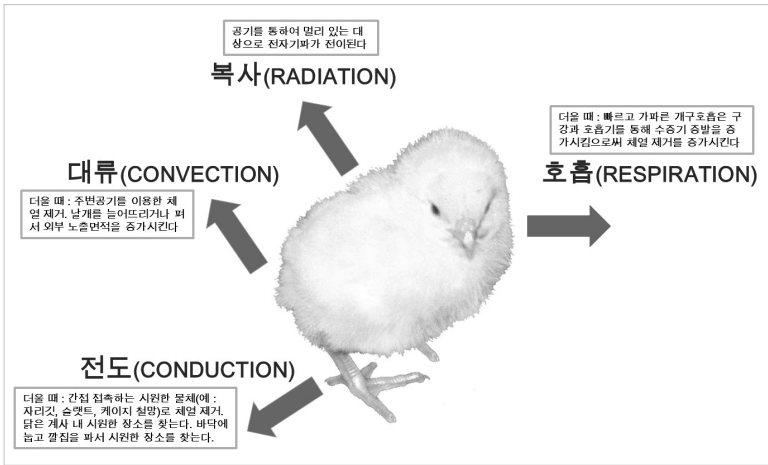 공기를 통하여 멀리 있는 대
상으로 전자기파가 전이된다
복사(RADIATION)
더울 때 : 빠르고 가파른 개구호흡은 구
강과 호흡기를 통해 수증기 증발을 증
가시킴으로써 체열 제거를 증가시킨다
호흡(RESPIRATION)
대류(CONVECTION)
더울 때 : 주변공기를 이용한 체
열 제거. 날개를 늘어뜨리거나 펴
서 외부 노출면적을 증가시킨다
전도(CONDUCTION)
더울 때 : 간접 접촉하는 시원한 물체(예 :
자리깃, 슬랫트, 케이지 철망)로 체열 제거.
닭은 계사 내 시원한 장소를 찾는다. 바닥에
눕고 깔짚을 파서 시원한 장소를 찾는다.